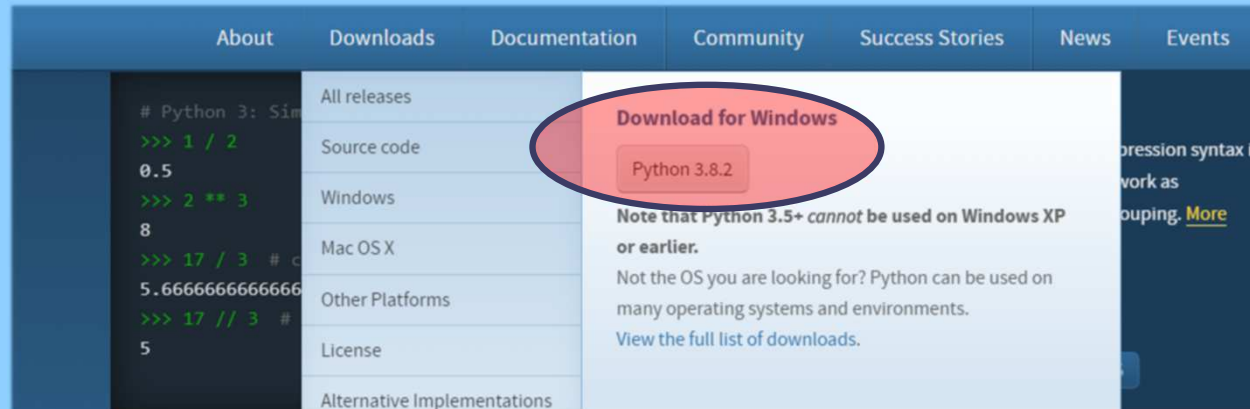 About Downloads Documentation Community Success Stories News Events
# Python 3: Sim
>>> 1 / 2
0.5
>>> 2 ** 3
8
>>> 17 / 3 # c
5.6666666666666
>>> 17 // 3 #
5
All releases
Source code
Windows
Mac OS X
Other Platforms
License
Alternative Implementations
Download for Windows
Python 3.8.2
Note that Python 3.5+ cannot be used on Windows XP
or earlier.
Not the OS you are looking for? Python can be used on
many operating systems and environments.
View the full list of downloads.
pression syntax i
work as
ouping. More